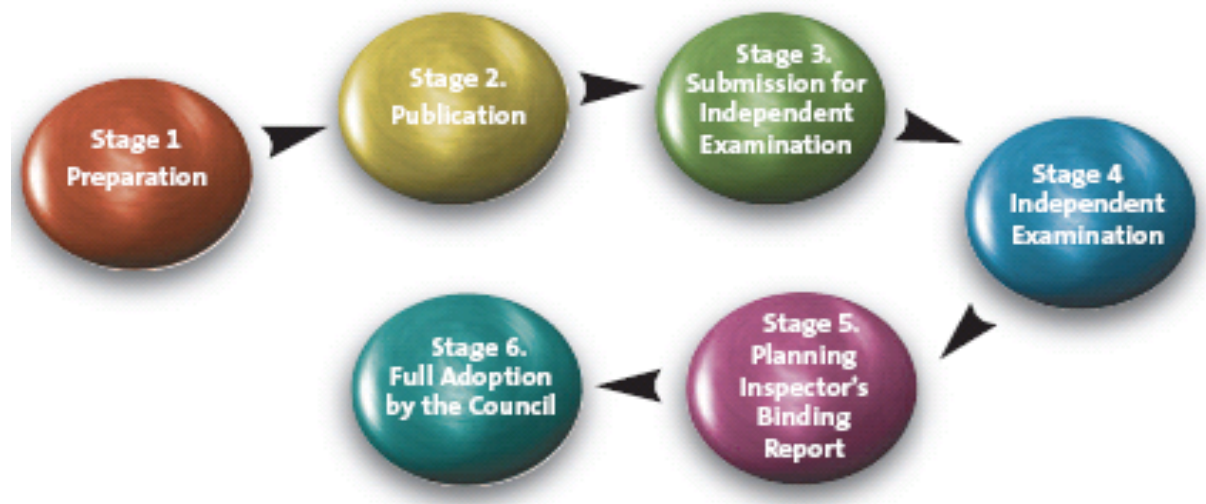 Stage 1
Preparation
Stage 2.
Publication
Stage 3.
Submission for
Independent
Examination
Stage 4
Independent
Examination
Stage 5.
Planning
Inspector's
Binding
Report
Stage 6.
Full Adoption
by the Council